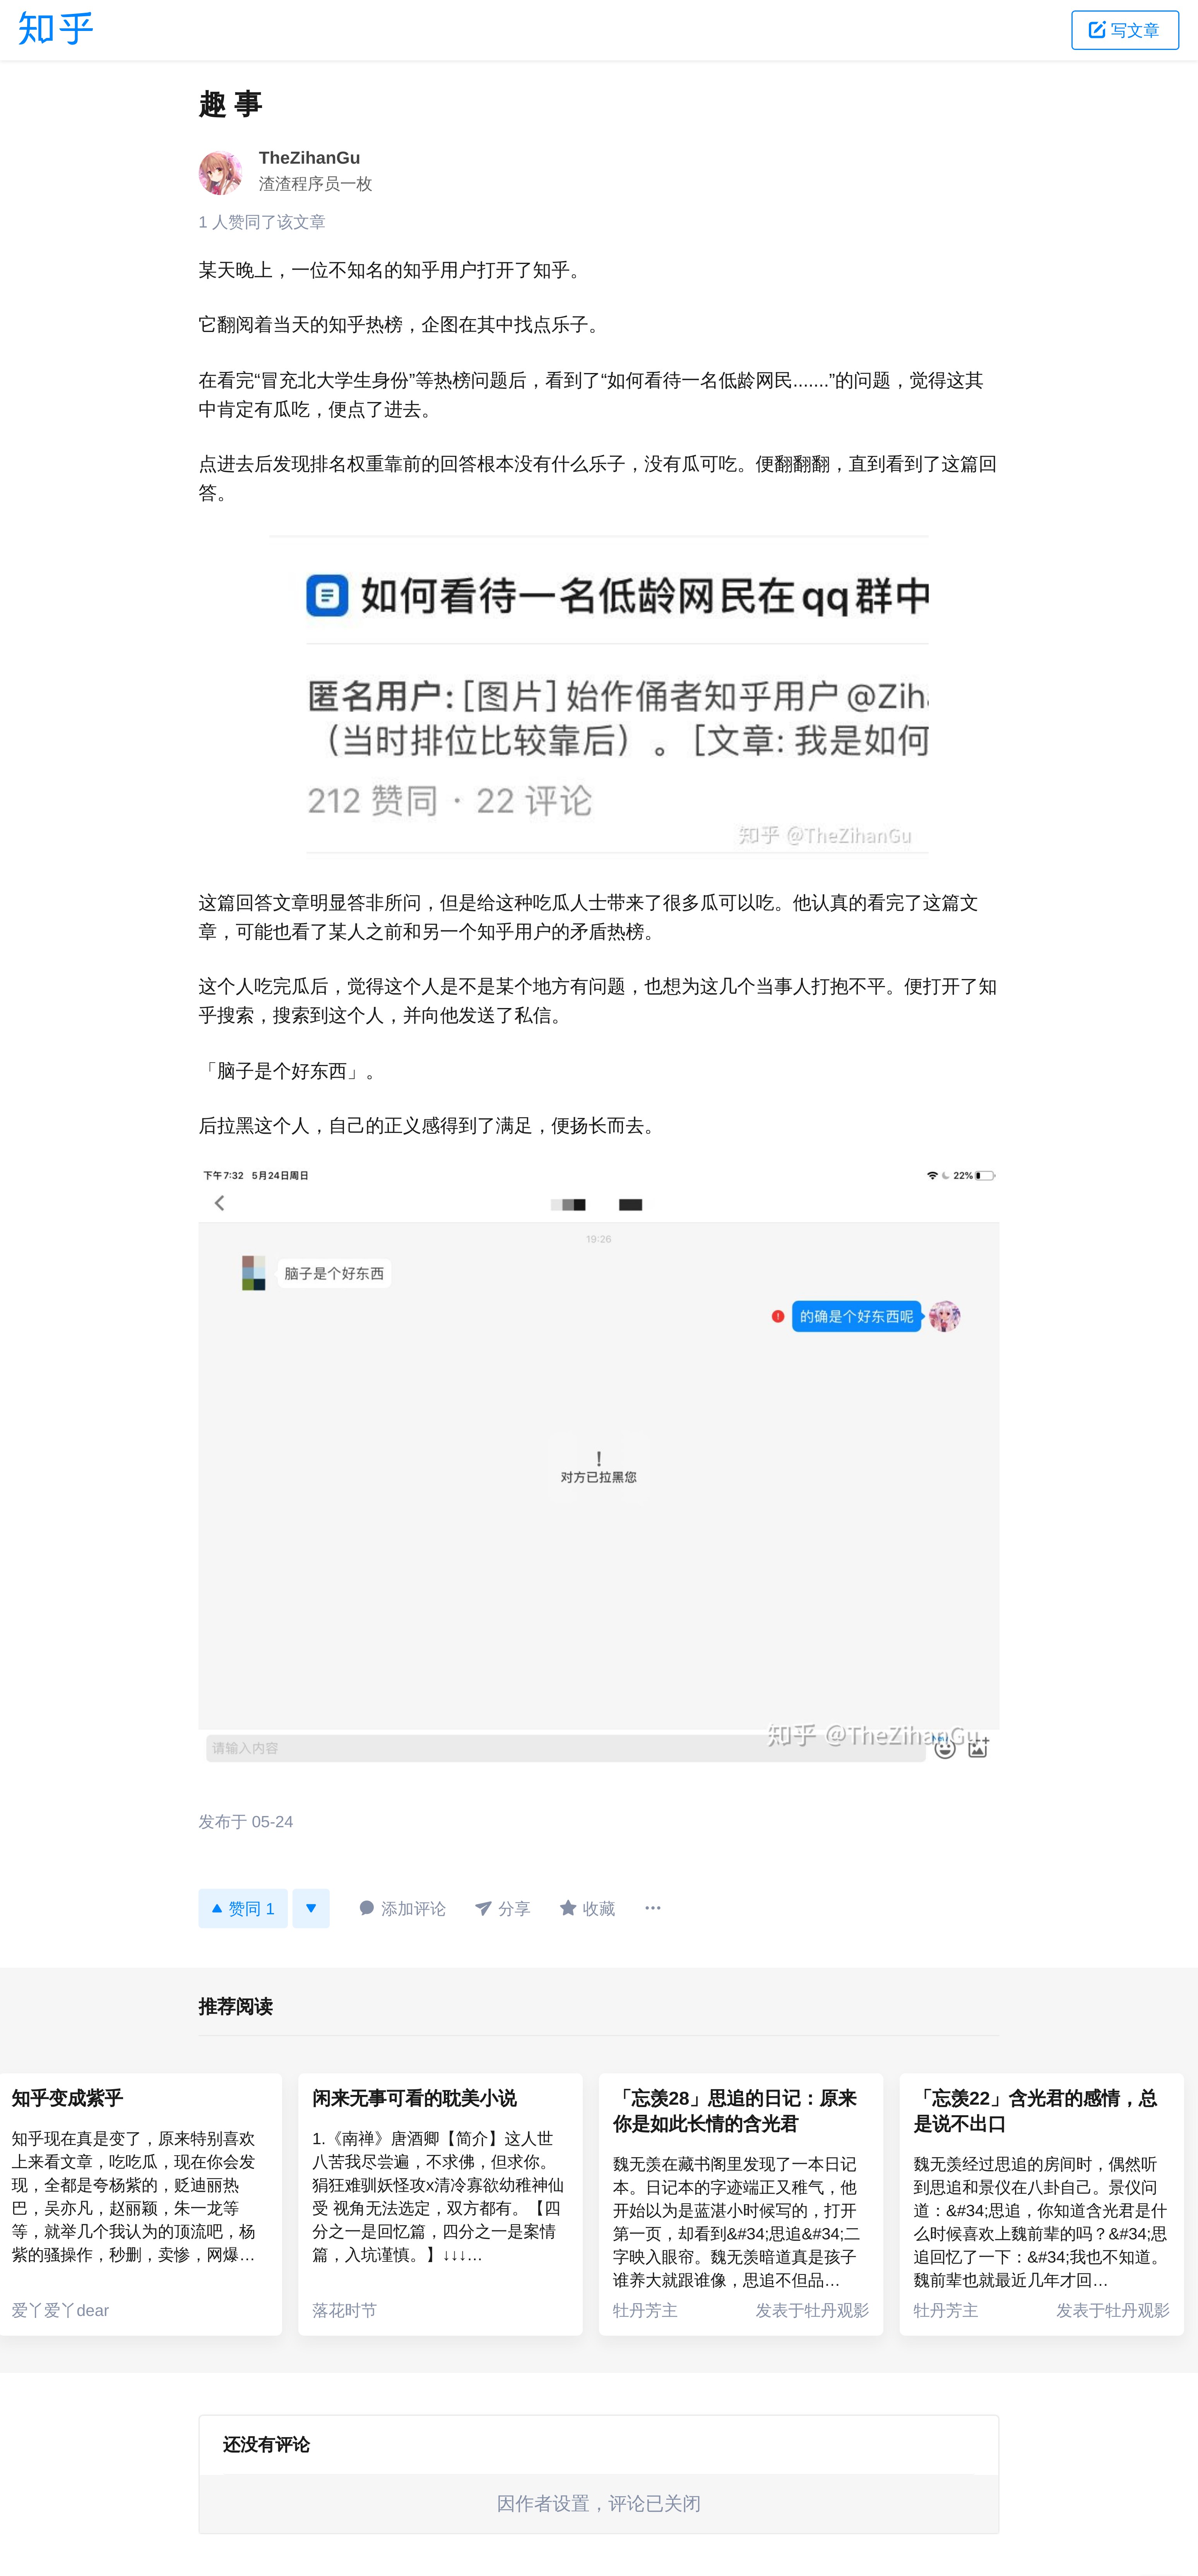 知乎
写文章
趣 事
TheZihanGu
渣渣程序员一枚
1 人赞同了该文章
某天晚上，一位不知名的知乎用户打开了知乎。
它翻阅着当天的知乎热榜，企图在其中找点乐子。
在看完“冒充北大学生身份”等热榜问题后，看到了“如何看待一名低龄网民.......”的问题，觉得这其
中肯定有瓜吃，便点了进去。
点进去后发现排名权重靠前的回答根本没有什么乐子，没有瓜可吃。便翻翻翻，直到看到了这篇回
答。
如何看待一名低龄网民在qq群中
匿名用户: [图片] 始作俑者知乎用户 @Zih
（当时排位比较靠后）。[文章: 我是如何
212 赞同 · 22 评论
知乎 @TheZihanGu
这篇回答文章明显答非所问，但是给这种吃瓜人士带来了很多瓜可以吃。他认真的看完了这篇文
章，可能也看了某人之前和另一个知乎用户的矛盾热榜。
这个人吃完瓜后，觉得这个人是不是某个地方有问题，也想为这几个当事人打抱不平。便打开了知
乎搜索，搜索到这个人，并向他发送了私信。
「脑子是个好东西」。
后拉黑这个人，自己的正义感得到了满足，便扬长而去。
下午7:32 5月24日周日
22%
19:26
脑子是个好东西
的确是个好东西呢
!
对方已拉黑您
知乎 @TheZihanGu
请输入内容
发布于 05-24
赞同 1
添加评论
分享
收藏
推荐阅读
知乎变成紫乎
知乎现在真是变了，原来特别喜欢
上来看文章，吃吃瓜，现在你会发
现，全都是夸杨紫的，贬迪丽热
巴，吴亦凡，赵丽颖，朱一龙等
等，就举几个我认为的顶流吧，杨
紫的骚操作，秒删，卖惨，网爆…
爱丫爱丫dear
闲来无事可看的耽美小说
1.《南禅》唐酒卿【简介】这人世
八苦我尽尝遍，不求佛，但求你。
狷狂难驯妖怪攻x清冷寡欲幼稚神仙
受 视角无法选定，双方都有。【四
分之一是回忆篇，四分之一是案情
篇，入坑谨慎。】↓↓↓…
落花时节
「忘羡28」思追的日记：原来
你是如此长情的含光君
魏无羡在藏书阁里发现了一本日记
本。日记本的字迹端正又稚气，他
开始以为是蓝湛小时候写的，打开
第一页，却看到&#34;思追&#34;二
字映入眼帘。魏无羡暗道真是孩子
谁养大就跟谁像，思追不但品…
牡丹芳主 发表于牡丹观影
「忘羡22」含光君的感情，总
是说不出口
魏无羡经过思追的房间时，偶然听
到思追和景仪在八卦自己。景仪问
道：&#34;思追，你知道含光君是什
么时候喜欢上魏前辈的吗？&#34;思
追回忆了一下：&#34;我也不知道。
魏前辈也就最近几年才回…
牡丹芳主 发表于牡丹观影
还没有评论
因作者设置，评论已关闭